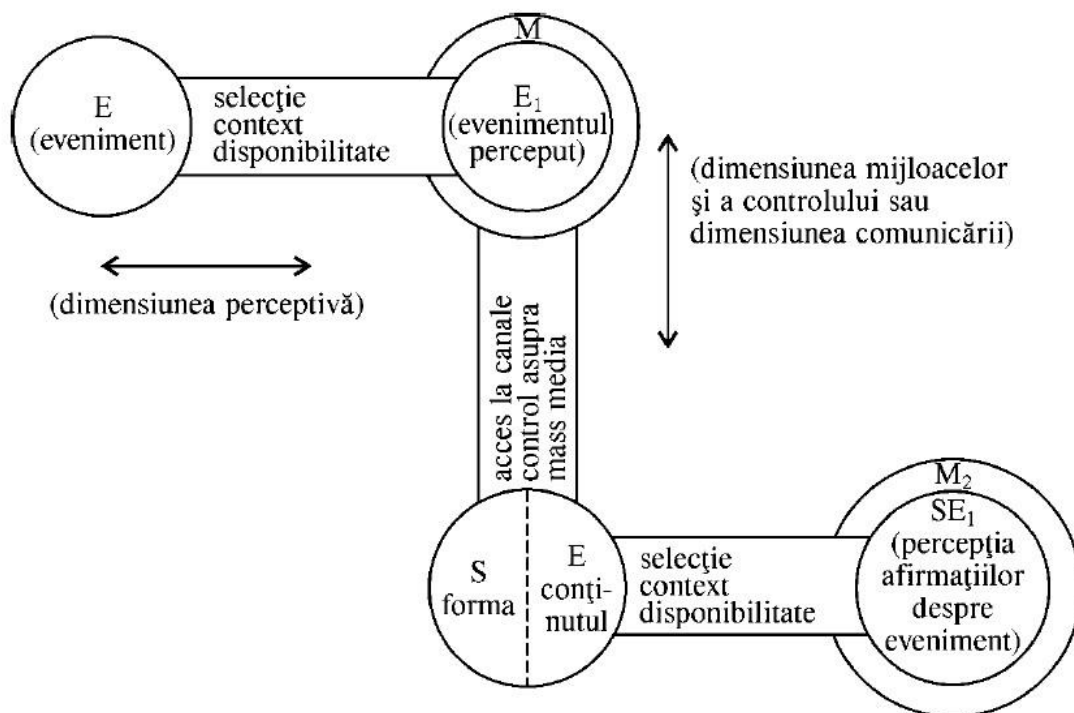 E
(eveniment)
selecţie
context
disponibilitate
M
E₁
(evenimentul
perceput)
(dimensiunea mijloacelor
şi a controlului sau
dimensiunea comunicării)
(dimensiunea perceptivă)
acces la canale
control asupra
mass media
S
forma
E
conţi-
nutul
selecţie
context
disponibilitate
M₂
SE₁
(percepţia
afirmaţiilor
despre
eveniment)